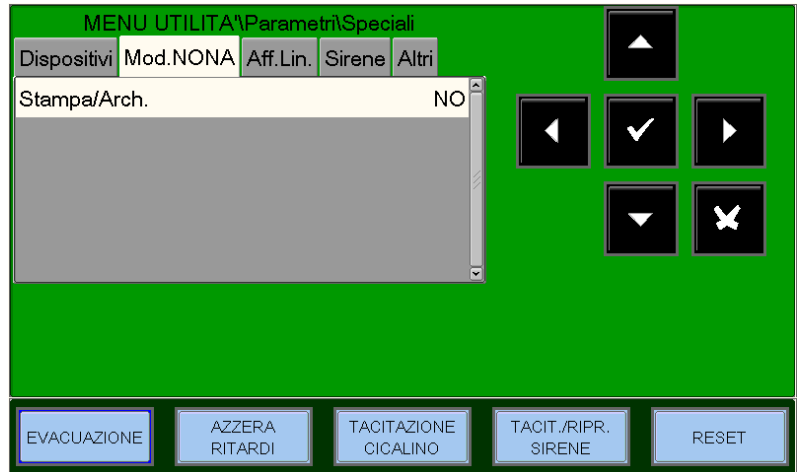 MENU UTILITA'\Parametri\Speciali
Dispositivi Mod.NONA Aff.Lin. Sirene Altri
Stampa/Arch. NO
EVACUAZIONE
AZZERA
RITARDI
TACITAZIONE
CICALINO
TACIT./RIPR.
SIRENE
RESET